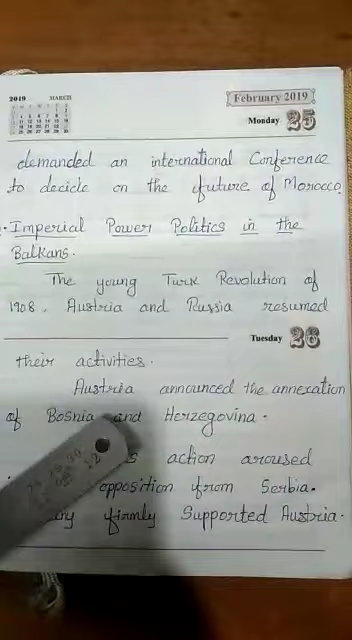 2019 MARCH
February 2019
Monday 25
demanded an international Conference
to decide on the future of Morocco.
Imperial Power Politics in the
Balkans.
The young Turk Revolution of
1908. Austria and Russia resumed
Tuesday 26
their activities.
Austria announced the annexation
of Bosnia and Herzegovina.
action aroused
opposition from Serbia.
firmly Supported Austria.